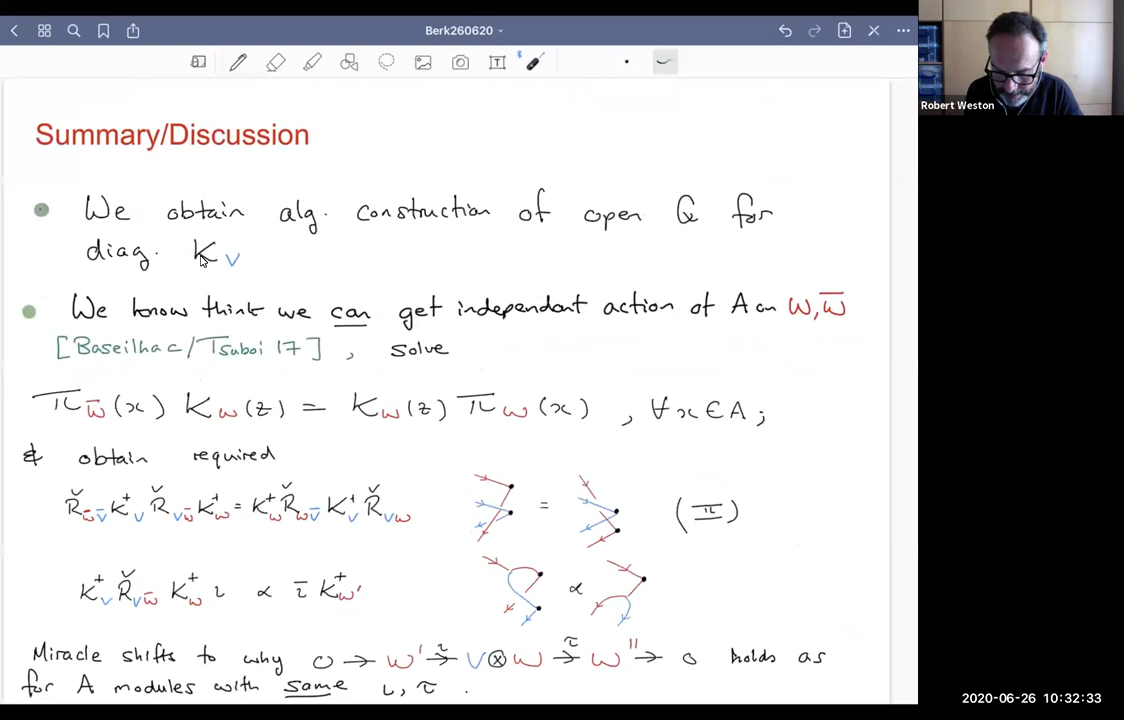 Berk260620
Robert Weston
Summary/Discussion
We obtain alg. construction of open Q for
diag. K_V
We know think we can get independant action of A on W, W̅
[Baseilhac/Tsuboi 17], solve
π_W̅(x) K_W(z) = K_W(z) π_W(x), ∀x∈A;
& obtain required
Ř_W̅V̅ K⁺_V Ř_VW̅ K⁺_W = K⁺_W Ř_WV̅ K⁺_V Ř_VW
= (II)
K⁺_V Ř_VW̅ K⁺_W ι ∝ ι̅ K⁺_W'
∝
Miracle shifts to why 0 → W' →^ι V⊗W →^τ W'' → 0 holds as
for A modules with same ι, τ.
2020-06-26 10:32:33